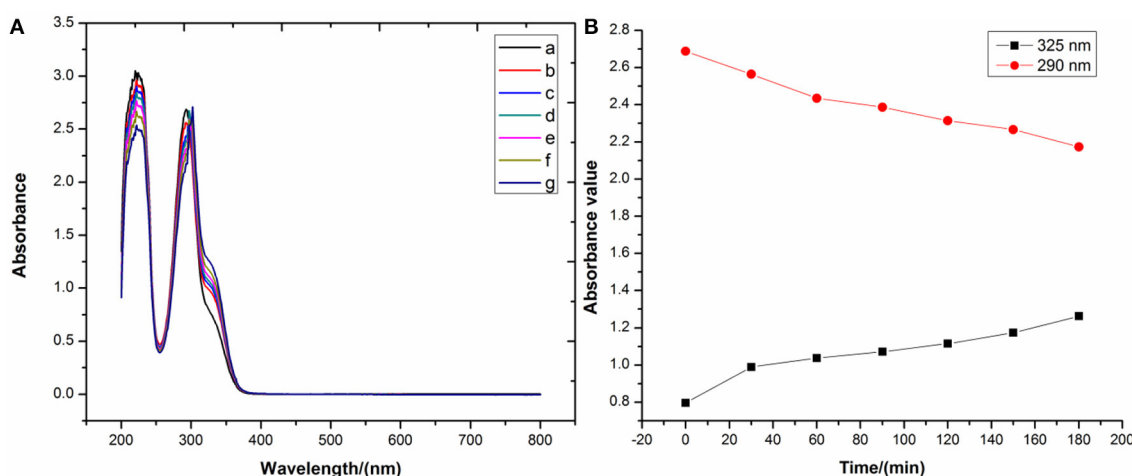 A
3.5
3.0
2.5
2.0
1.5
1.0
0.5
0.0
Absorbance
200 300 400 500 600 700 800
Wavelength/(nm)
a
b
c
d
e
f
g
B
2.8
2.6
2.4
2.2
2.0
1.8
1.6
1.4
1.2
1.0
0.8
Absorbance value
-20 0 20 40 60 80 100 120 140 160 180 200
Time/(min)
325 nm
290 nm